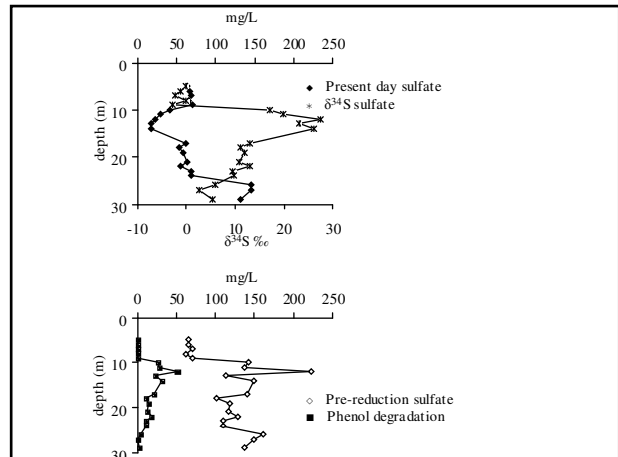 mg/L
0 50 100 150 200 250
0
10
20
30
depth (m)
Present day sulfate
δ34S sulfate
-10 0 10 20 30
δ34S ‰
mg/L
0 50 100 150 200 250
0
10
20
30
depth (m)
Pre-reduction sulfate
Phenol degradation